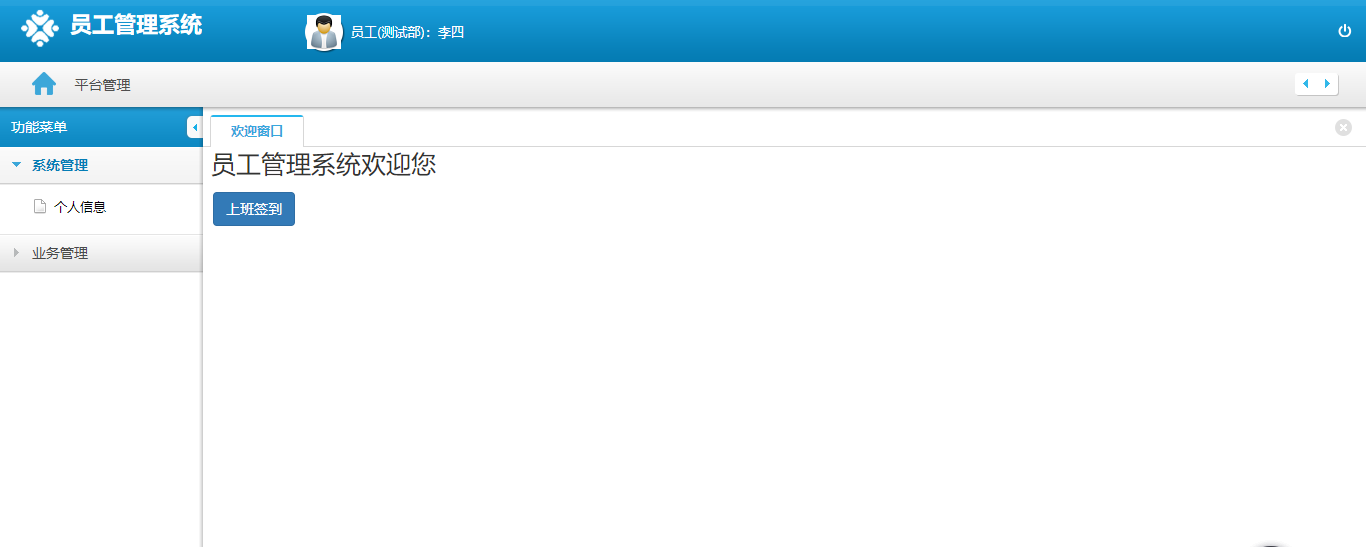 员工管理系统
员工(测试部)：李四
平台管理
功能菜单
欢迎窗口
系统管理
员工管理系统欢迎您
个人信息
上班签到
业务管理